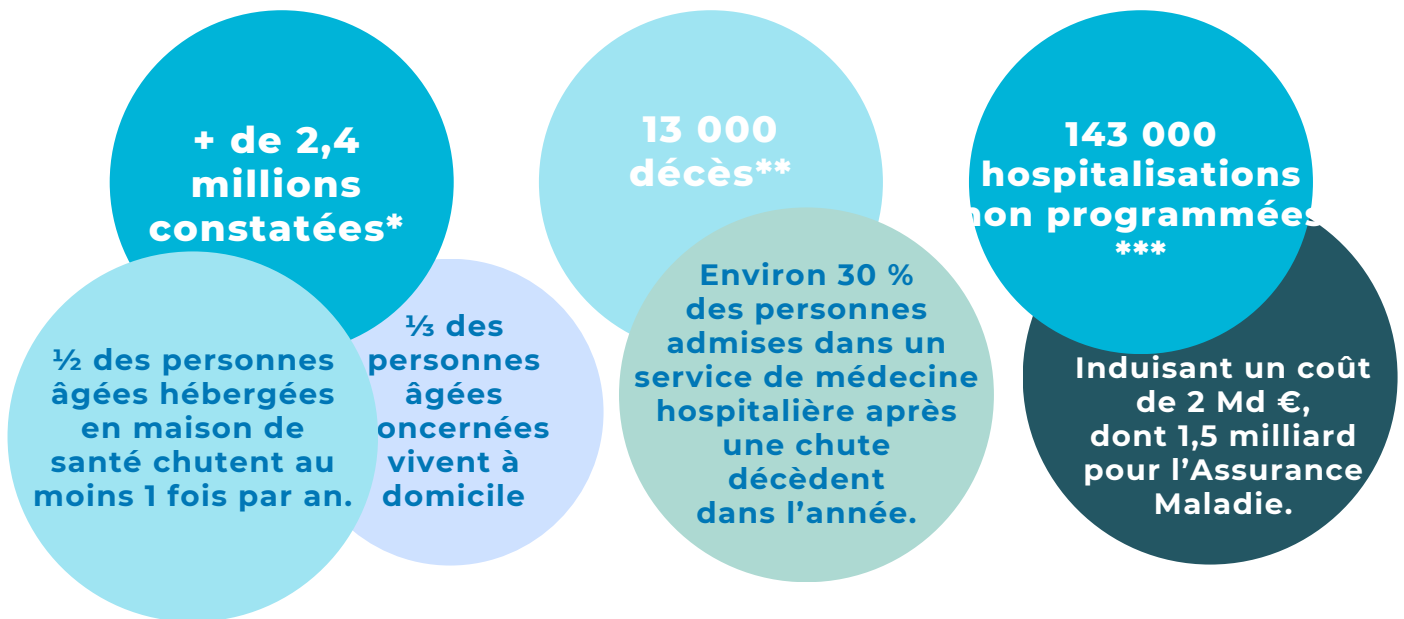 + de 2,4
millions
constatées*
½ des personnes
âgées hébergées
en maison de
santé chutent au
moins 1 fois par an.
⅓ des
personnes
âgées
oncernées
vivent à
domicile
13 000
décès**
Environ 30 %
des personnes
admises dans un
service de médecine
hospitalière après
une chute
décèdent
dans l’année.
143 000
hospitalisations
non programmées
***
Induisant un coût
de 2 Md €,
dont 1,5 milliard
pour l’Assurance
Maladie.